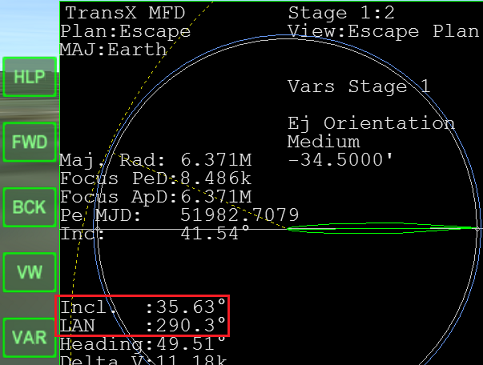 TransX MFD
Stage 1:2
Plan:Escape
View:Escape Plan
MAJ:Earth
HLP
Vars Stage 1
FWD
Ej Orientation
Medium
Maj. Rad: 6.371M
-34.5000'
Focus PeD:8.486k
Focus ApD:6.371M
BCK
Pe MJD: 51982.7079
Inc: 41.54°
VW
Incl. :35.63°
LAN :290.3°
VAR
Heading:49.51°
Delta V:11.18k